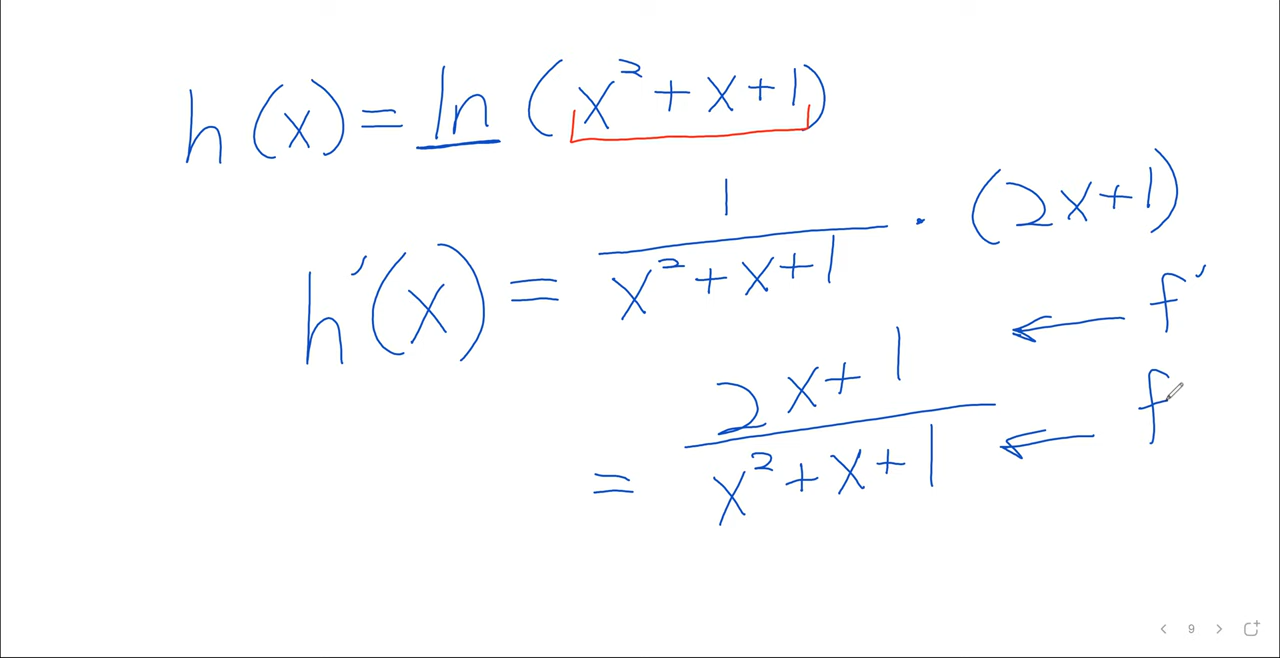 h(x) = ln (x² + x + 1)
h'(x) = 1/(x² + x + 1) · (2x+1)
= (2x+1)/(x² + x + 1)
← f'
← f
9